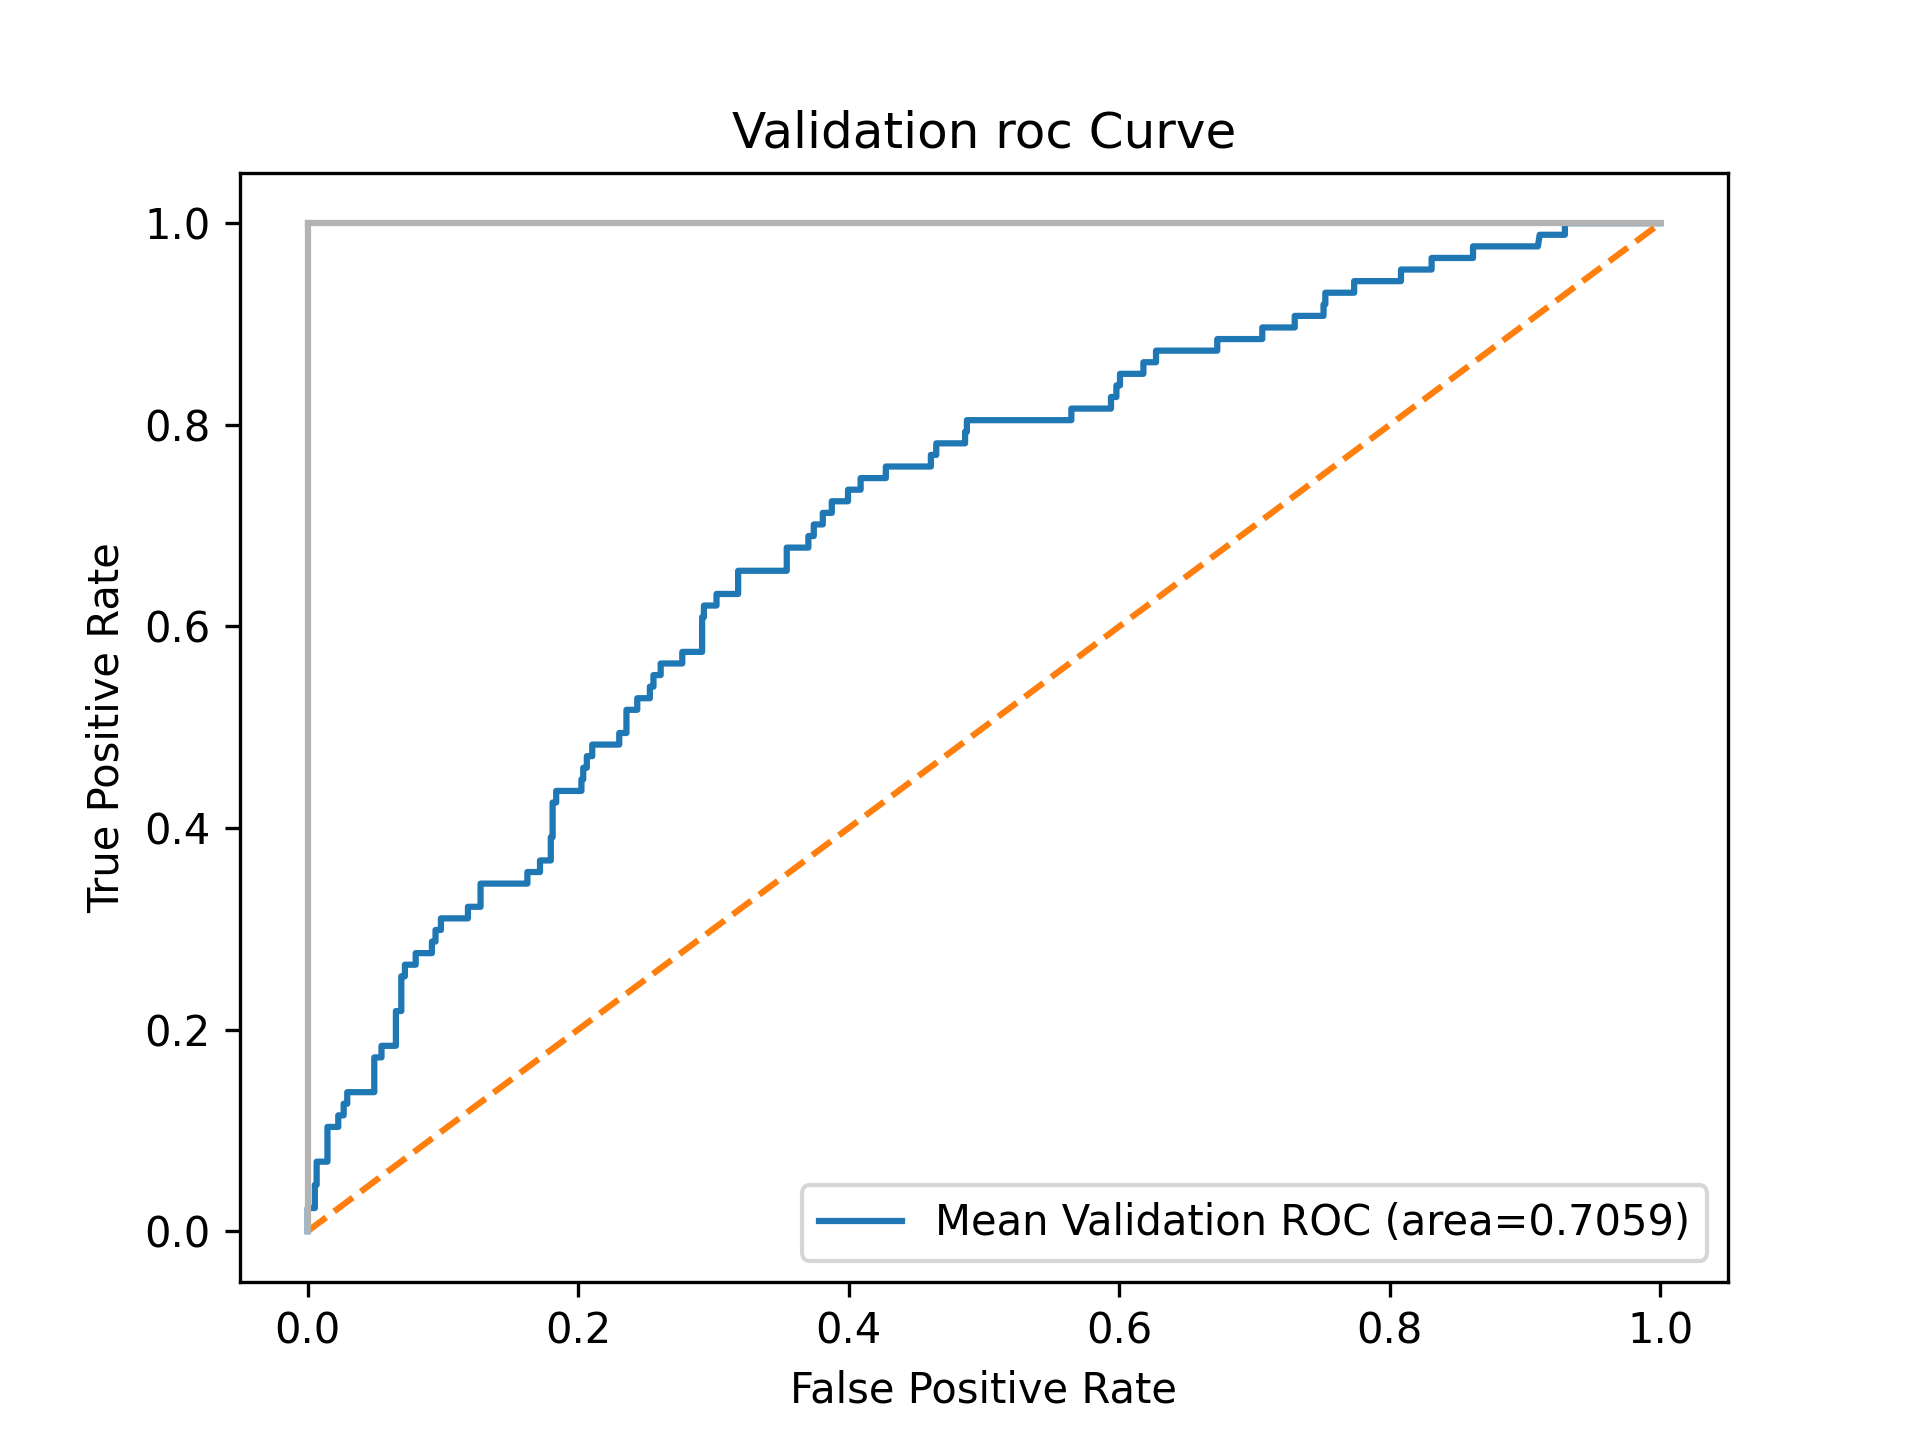 Validation roc Curve
1.0
0.8
0.6
0.4
0.2
0.0
True Positive Rate
Mean Validation ROC (area=0.7059)
0.0 0.2 0.4 0.6 0.8 1.0
False Positive Rate